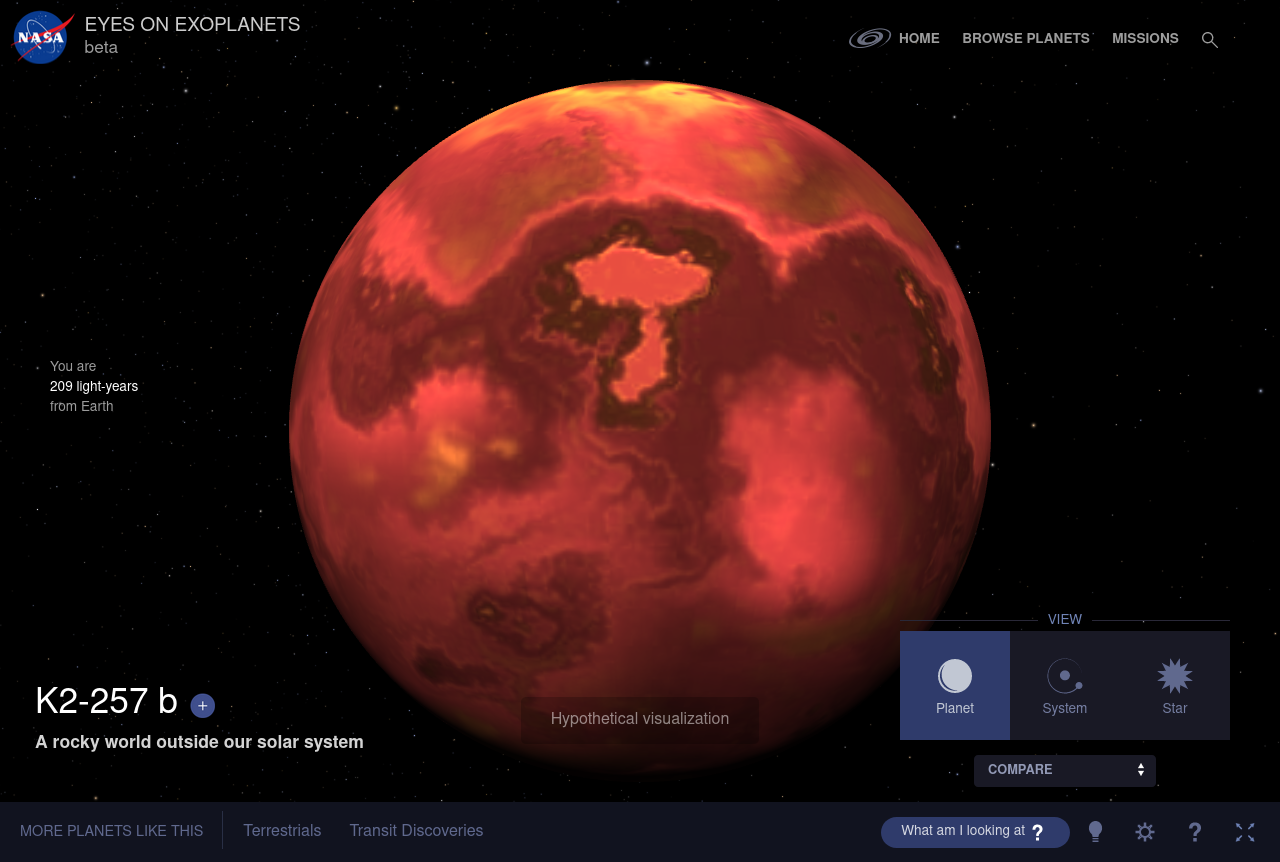 NASA
EYES ON EXOPLANETS
beta
HOME
BROWSE PLANETS
MISSIONS
You are
209 light-years
from Earth
VIEW
Planet
System
Star
K2-257 b +
A rocky world outside our solar system
Hypothetical visualization
COMPARE
MORE PLANETS LIKE THIS
Terrestrials
Transit Discoveries
What am I looking at ?
?